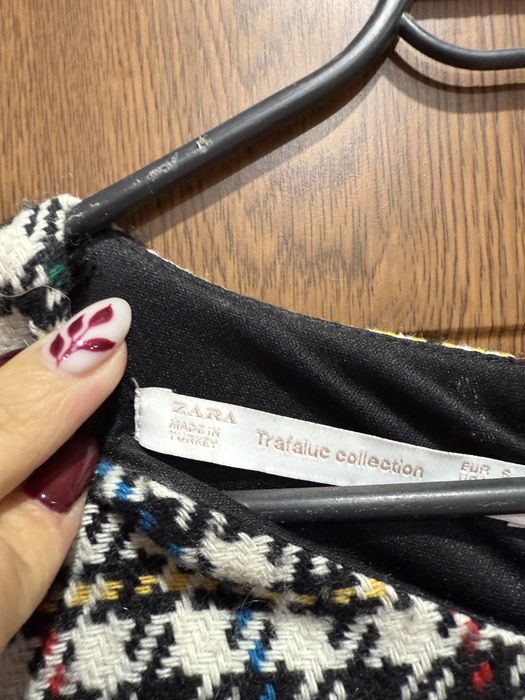 ZARA
MADE IN
TURKEY
Trafaluc collection
EUR S